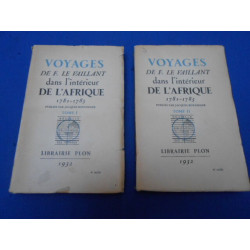 VOYAGES
DE F. LE VAILLANT
dans l'intérieur
DE L'AFRIQUE
1781-1785
TOME I
LIBRAIRIE PLON
1932
VOYAGES
DE F. LE VAILLANT
dans l'intérieur
DE L'AFRIQUE
1781-1785
TOME II
LIBRAIRIE PLON
1932